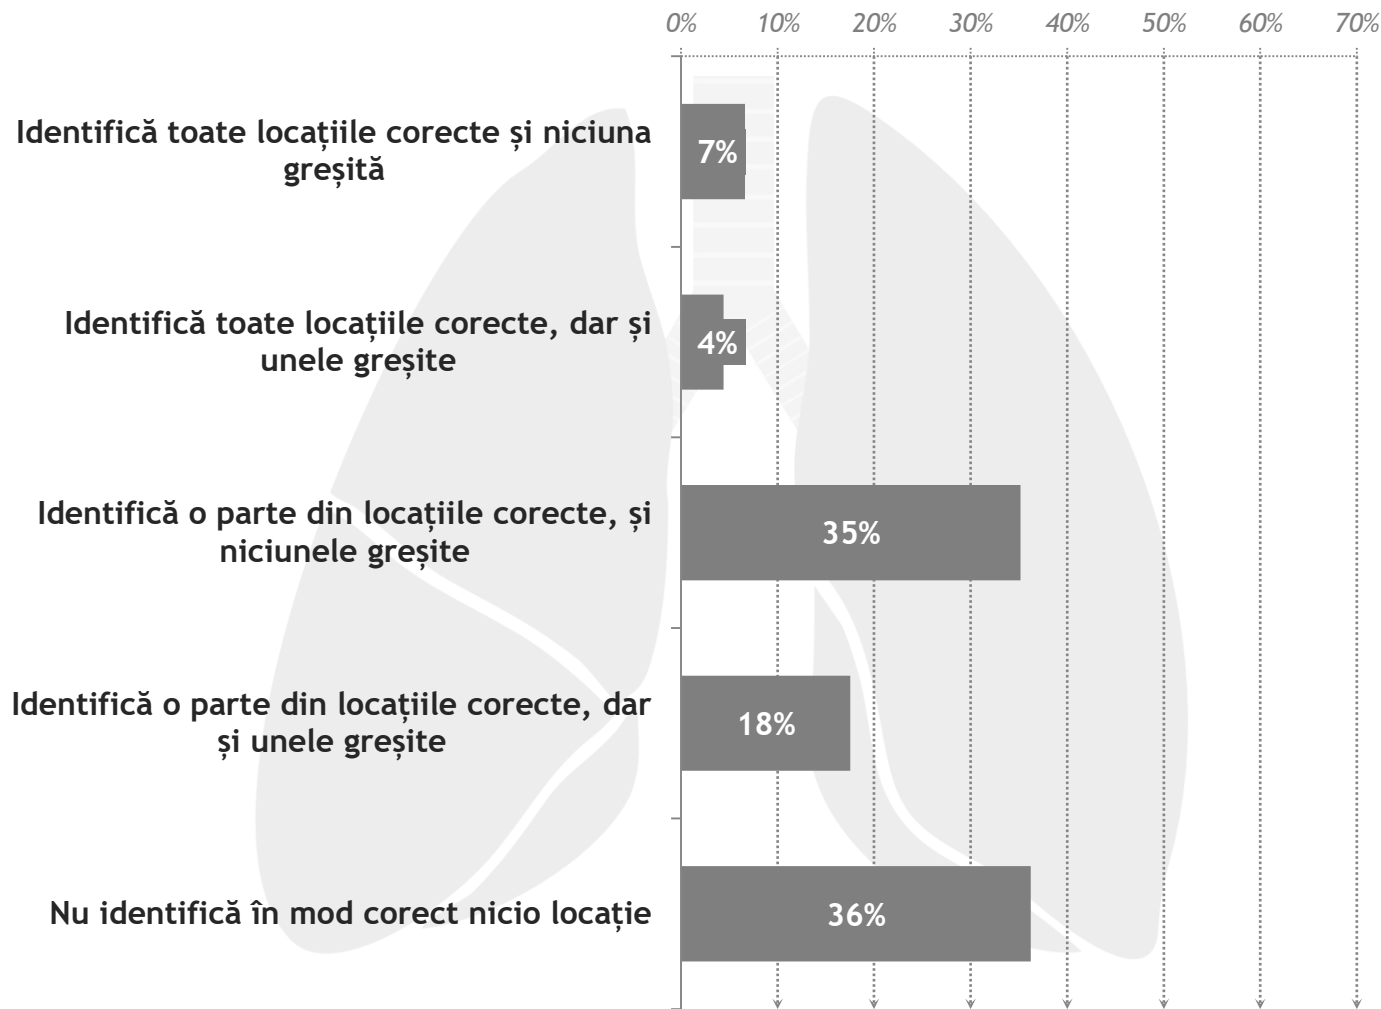 0% 10% 20% 30% 40% 50% 60% 70%
Identifică toate locațiile corecte și niciuna
greșită
7%
Identifică toate locațiile corecte, dar și
unele greșite
4%
Identifică o parte din locațiile corecte, și
niciunele greșite
35%
Identifică o parte din locațiile corecte, dar
și unele greșite
18%
Nu identifică în mod corect nicio locație
36%